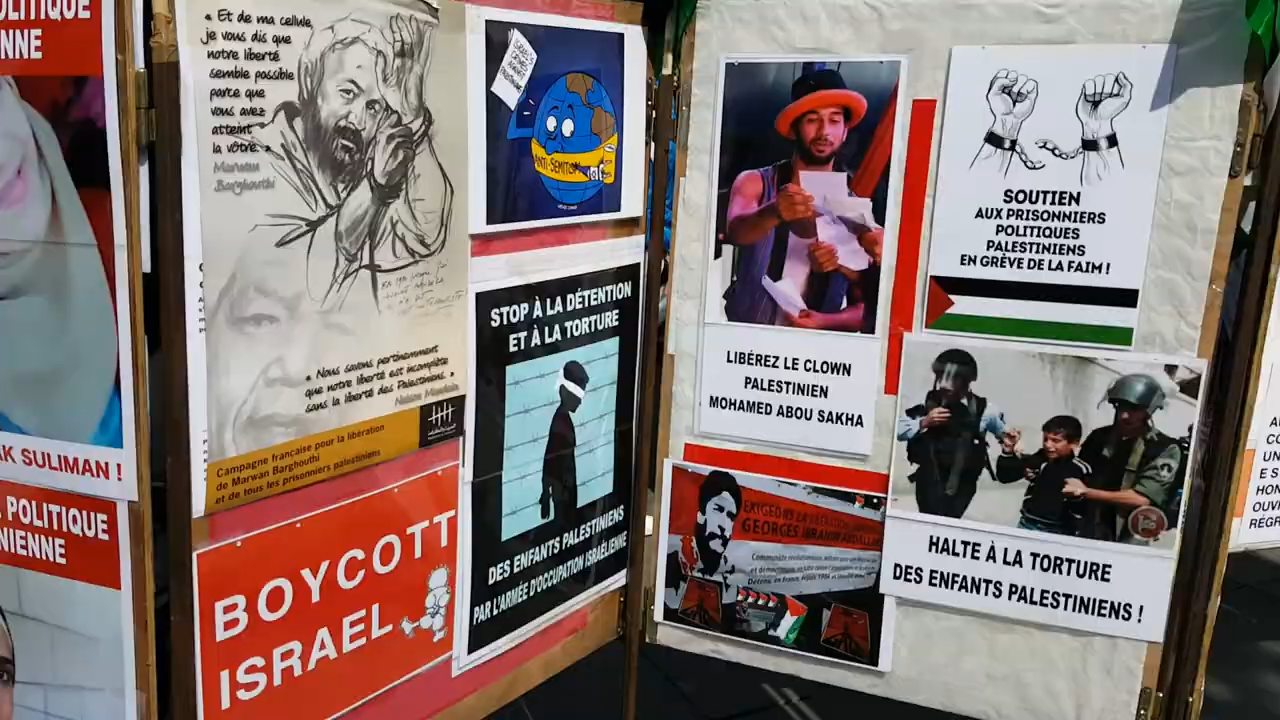 OLITIQUE
NNE
AK SULIMAN !
POLITIQUE
NIENNE
« Et de ma cellule,
je vous dis que
notre liberté
semble possible
parce que
vous avez
atteint
la vôtre. »
Marwan
Barghouthi
« Nous savons pertinemment
que notre liberté est incomplète
sans la liberté des Palestiniens. »
Nelson Mandela
Campagne française pour la libération
de Marwan Barghouthi
et de tous les prisonniers palestiniens
BOYCOTT
ISRAEL
ANTI-SEMITISM
STOP À LA DÉTENTION
ET À LA TORTURE
DES ENFANTS PALESTINIENS
PAR L'ARMÉE D'OCCUPATION ISRAÉLIENNE
LIBÉREZ LE CLOWN
PALESTINIEN
MOHAMED ABOU SAKHA
SOUTIEN
AUX PRISONNIERS
POLITIQUES
PALESTINIENS
EN GRÈVE DE LA FAIM !
EXIGEONS LA LIBÉRATION
GEORGES IBRAHIM ABDALLAH
HALTE À LA TORTURE
DES ENFANTS PALESTINIENS !